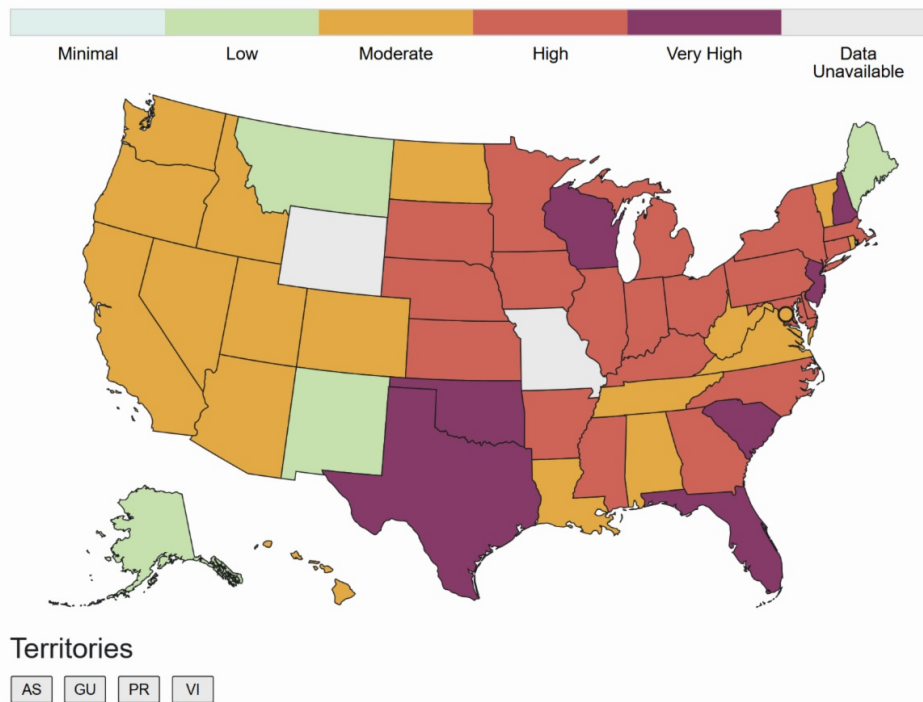 Minimal
Low
Moderate
High
Very High
Data
Unavailable
Territories
AS
GU
PR
VI